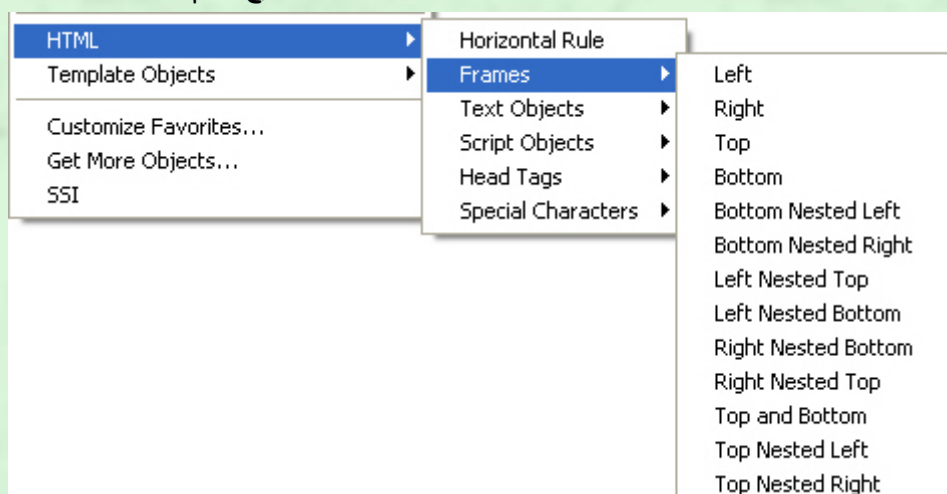 HTML
Template Objects
Customize Favorites...
Get More Objects...
SSI
Horizontal Rule
Frames
Text Objects
Script Objects
Head Tags
Special Characters
Left
Right
Top
Bottom
Bottom Nested Left
Bottom Nested Right
Left Nested Top
Left Nested Bottom
Right Nested Bottom
Right Nested Top
Top and Bottom
Top Nested Left
Top Nested Right